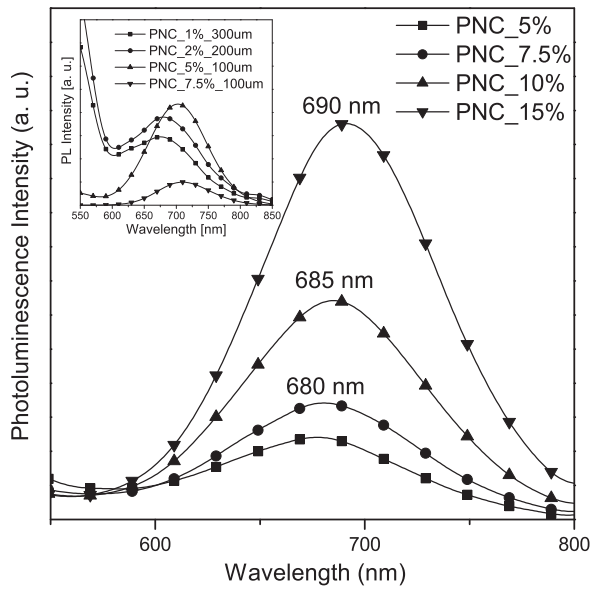 PNC_5%
PNC_7.5%
PNC_10%
PNC_15%
PNC_1%_300um
PNC_2%_200um
PNC_5%_100um
PNC_7.5%_100um
PL Intensity [a. u.]
550 600 650 700 750 800 850
Wavelength [nm]
690 nm
685 nm
680 nm
Photoluminescence Intensity (a. u.)
600 700 800
Wavelength (nm)